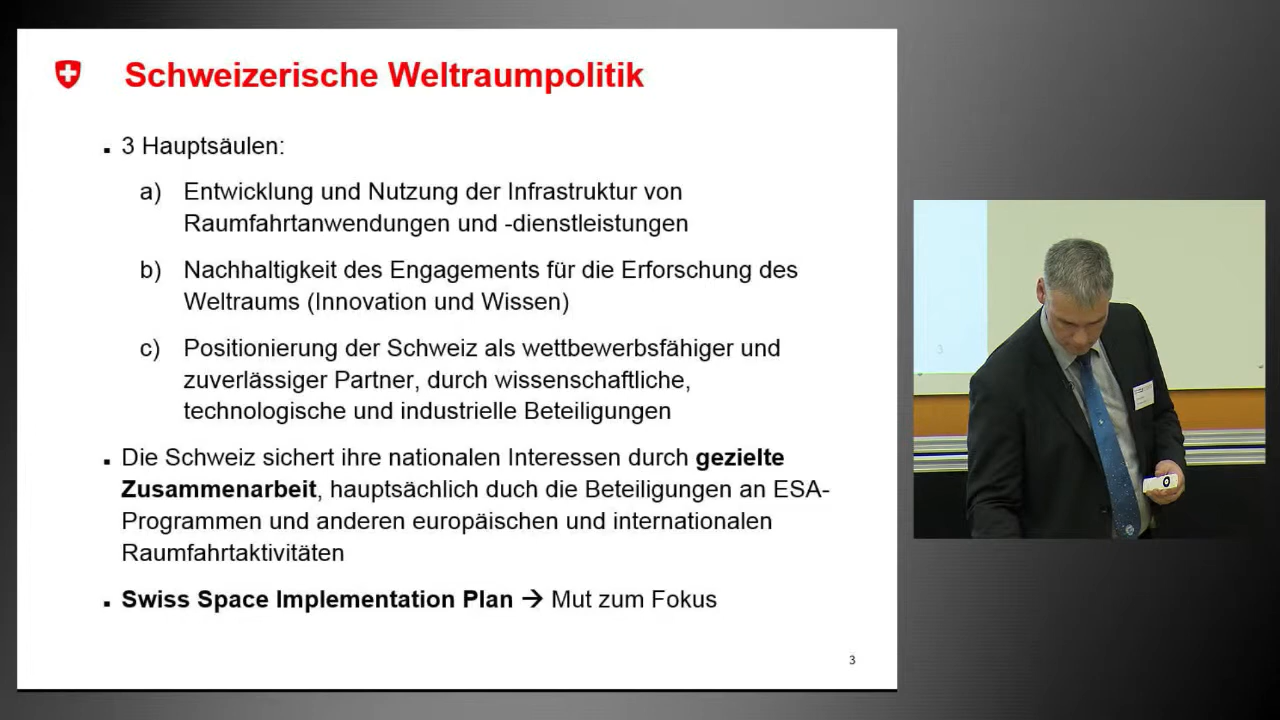 Schweizerische Weltraumpolitik
▪ 3 Hauptsäulen:
a) Entwicklung und Nutzung der Infrastruktur von
Raumfahrtanwendungen und -dienstleistungen
b) Nachhaltigkeit des Engagements für die Erforschung des
Weltraums (Innovation und Wissen)
c) Positionierung der Schweiz als wettbewerbsfähiger und
zuverlässiger Partner, durch wissenschaftliche,
technologische und industrielle Beteiligungen
▪ Die Schweiz sichert ihre nationalen Interessen durch gezielte
Zusammenarbeit, hauptsächlich duch die Beteiligungen an ESA-
Programmen und anderen europäischen und internationalen
Raumfahrtaktivitäten
▪ Swiss Space Implementation Plan → Mut zum Fokus
3
3